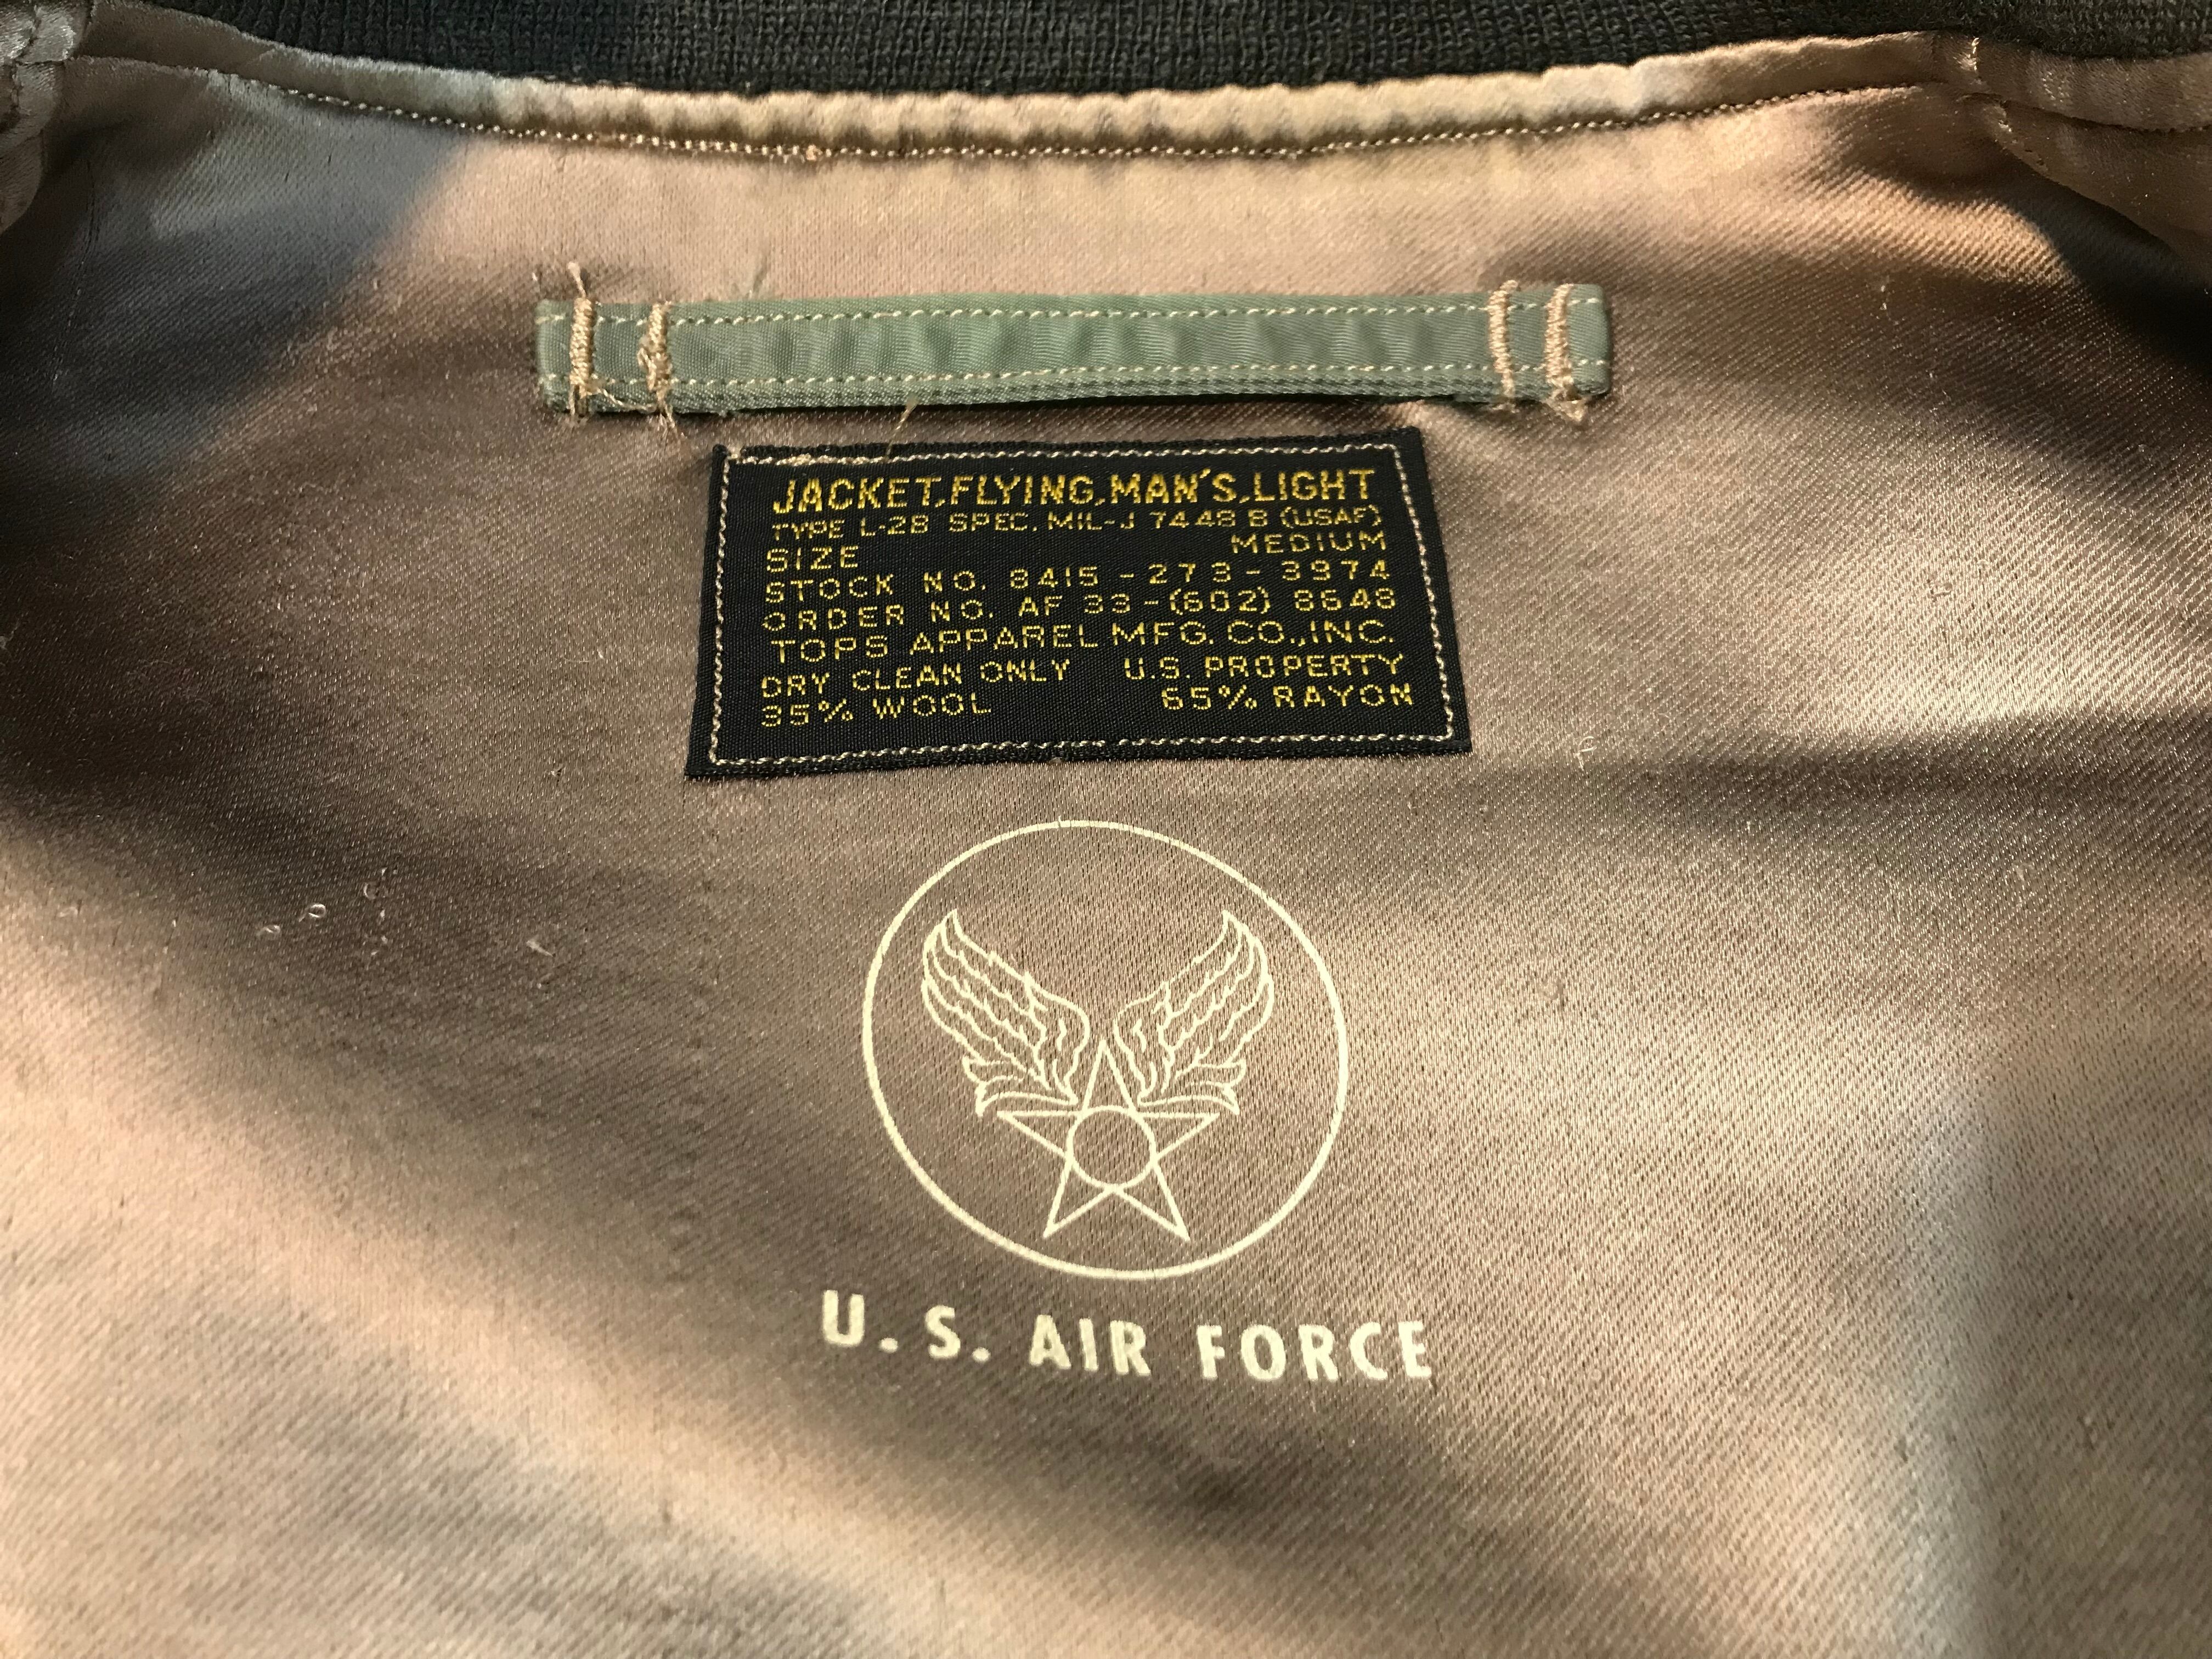 JACKET,FLYING,MAN'S,LIGHT
TYPE L-2B SPEC. MIL-J 7448 B (USAF)
SIZE MEDIUM
STOCK NO. 8415 - 273 - 3974
ORDER NO. AF 33-(602) 8648
TOPS APPAREL MFG. CO.,INC.
DRY CLEAN ONLY U.S. PROPERTY
35% WOOL 65% RAYON
U.S. AIR FORCE